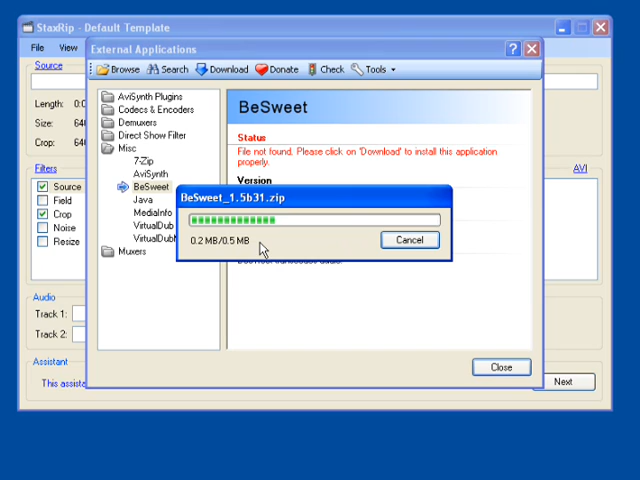 StaxRip - Default Template
File View
External Applications
Source
Browse Search Download Donate Check Tools
Length:
Size:
Crop:
AviSynth Plugins
Codecs & Encoders
Demuxers
Direct Show Filter
Misc
7-Zip
AviSynth
BeSweet
Java
MediaInfo
VirtualDub
Muxers
BeSweet
Status
File not found. Please click on 'Download' to install this application
properly.
Version
BeSweet_1.5b31.zip
0.2 MB/0.5 MB
Cancel
Close
Filters
AVI
Source
Field
Crop
Noise
Resize
Audio
Track 1:
Track 2:
Assistant
This assista
Next